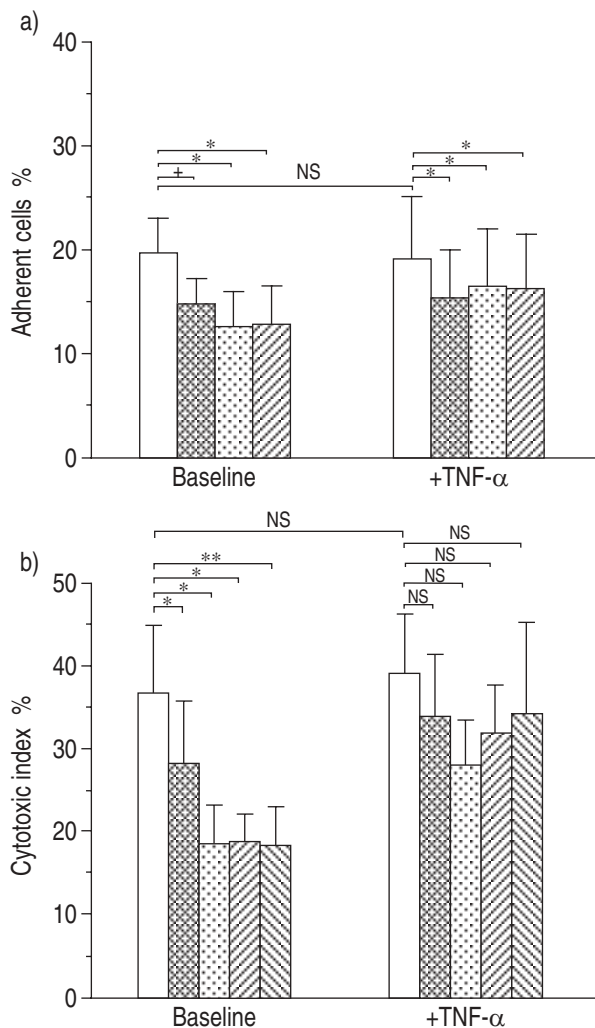 a)
40
30
20
10
0
Adherent cells %
*
*
+
NS
*
*
*
Baseline
+TNF-α
b)
50
40
30
20
10
0
Cytotoxic index %
NS
**
*
*
*
NS
NS
NS
NS
Baseline
+TNF-α